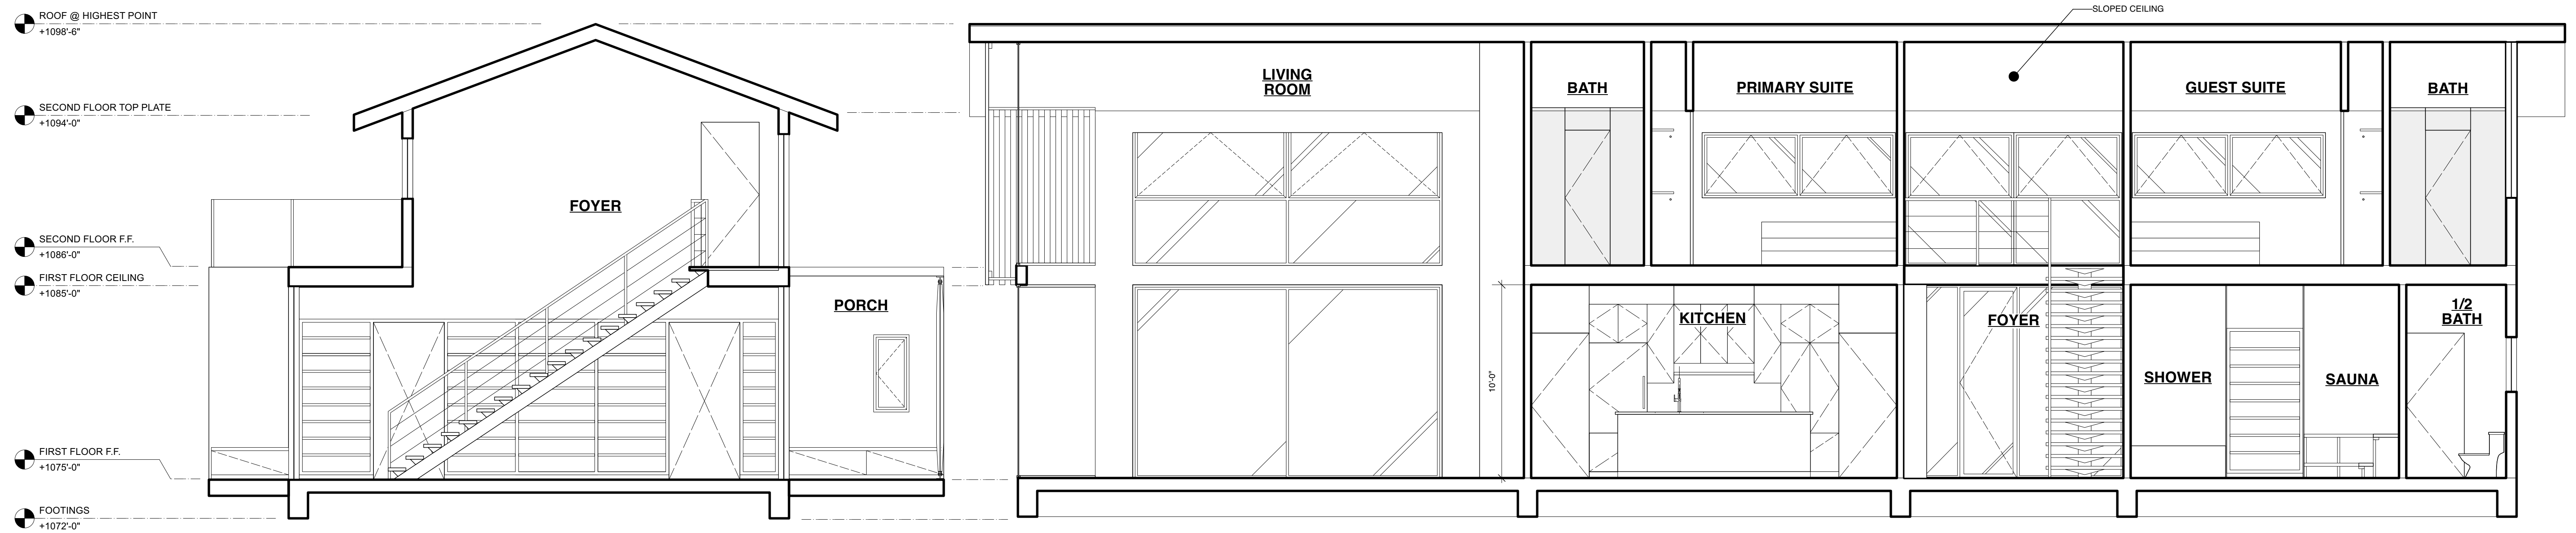 ROOF @ HIGHEST POINT
+1098'-6"
SECOND FLOOR TOP PLATE
+1094'-0"
SECOND FLOOR F.F.
+1086'-0"
FIRST FLOOR CEILING
+1085'-0"
FIRST FLOOR F.F.
+1075'-0"
FOOTINGS
+1072'-0"
FOYER
PORCH
SLOPED CEILING
LIVING
ROOM
BATH
PRIMARY SUITE
GUEST SUITE
BATH
10'-0"
KITCHEN
FOYER
SHOWER
SAUNA
1/2
BATH